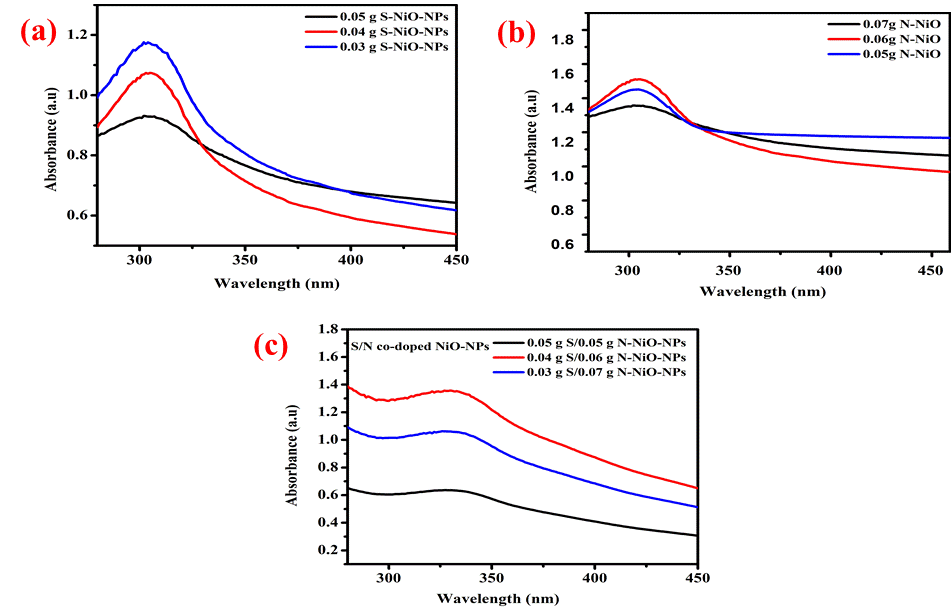 (a)
0.05 g S-NiO-NPs
0.04 g S-NiO-NPs
0.03 g S-NiO-NPs
1.2
1.0
0.8
0.6
Absorbance (a.u)
300
350
400
450
Wavelength (nm)
(b)
0.07g N-NiO
0.06g N-NiO
0.05g N-NiO
1.8
1.6
1.4
1.2
1.0
0.8
0.6
Absorbance (a.u)
300
350
400
450
Wavelength (nm)
(c)
S/N co-doped NiO-NPs
0.05 g S/0.05 g N-NiO-NPs
0.04 g S/0.06 g N-NiO-NPs
0.03 g S/0.07 g N-NiO-NPs
1.8
1.6
1.4
1.2
1.0
0.8
0.6
0.4
0.2
Absorbance (a.u)
300
350
400
450
Wavelength (nm)